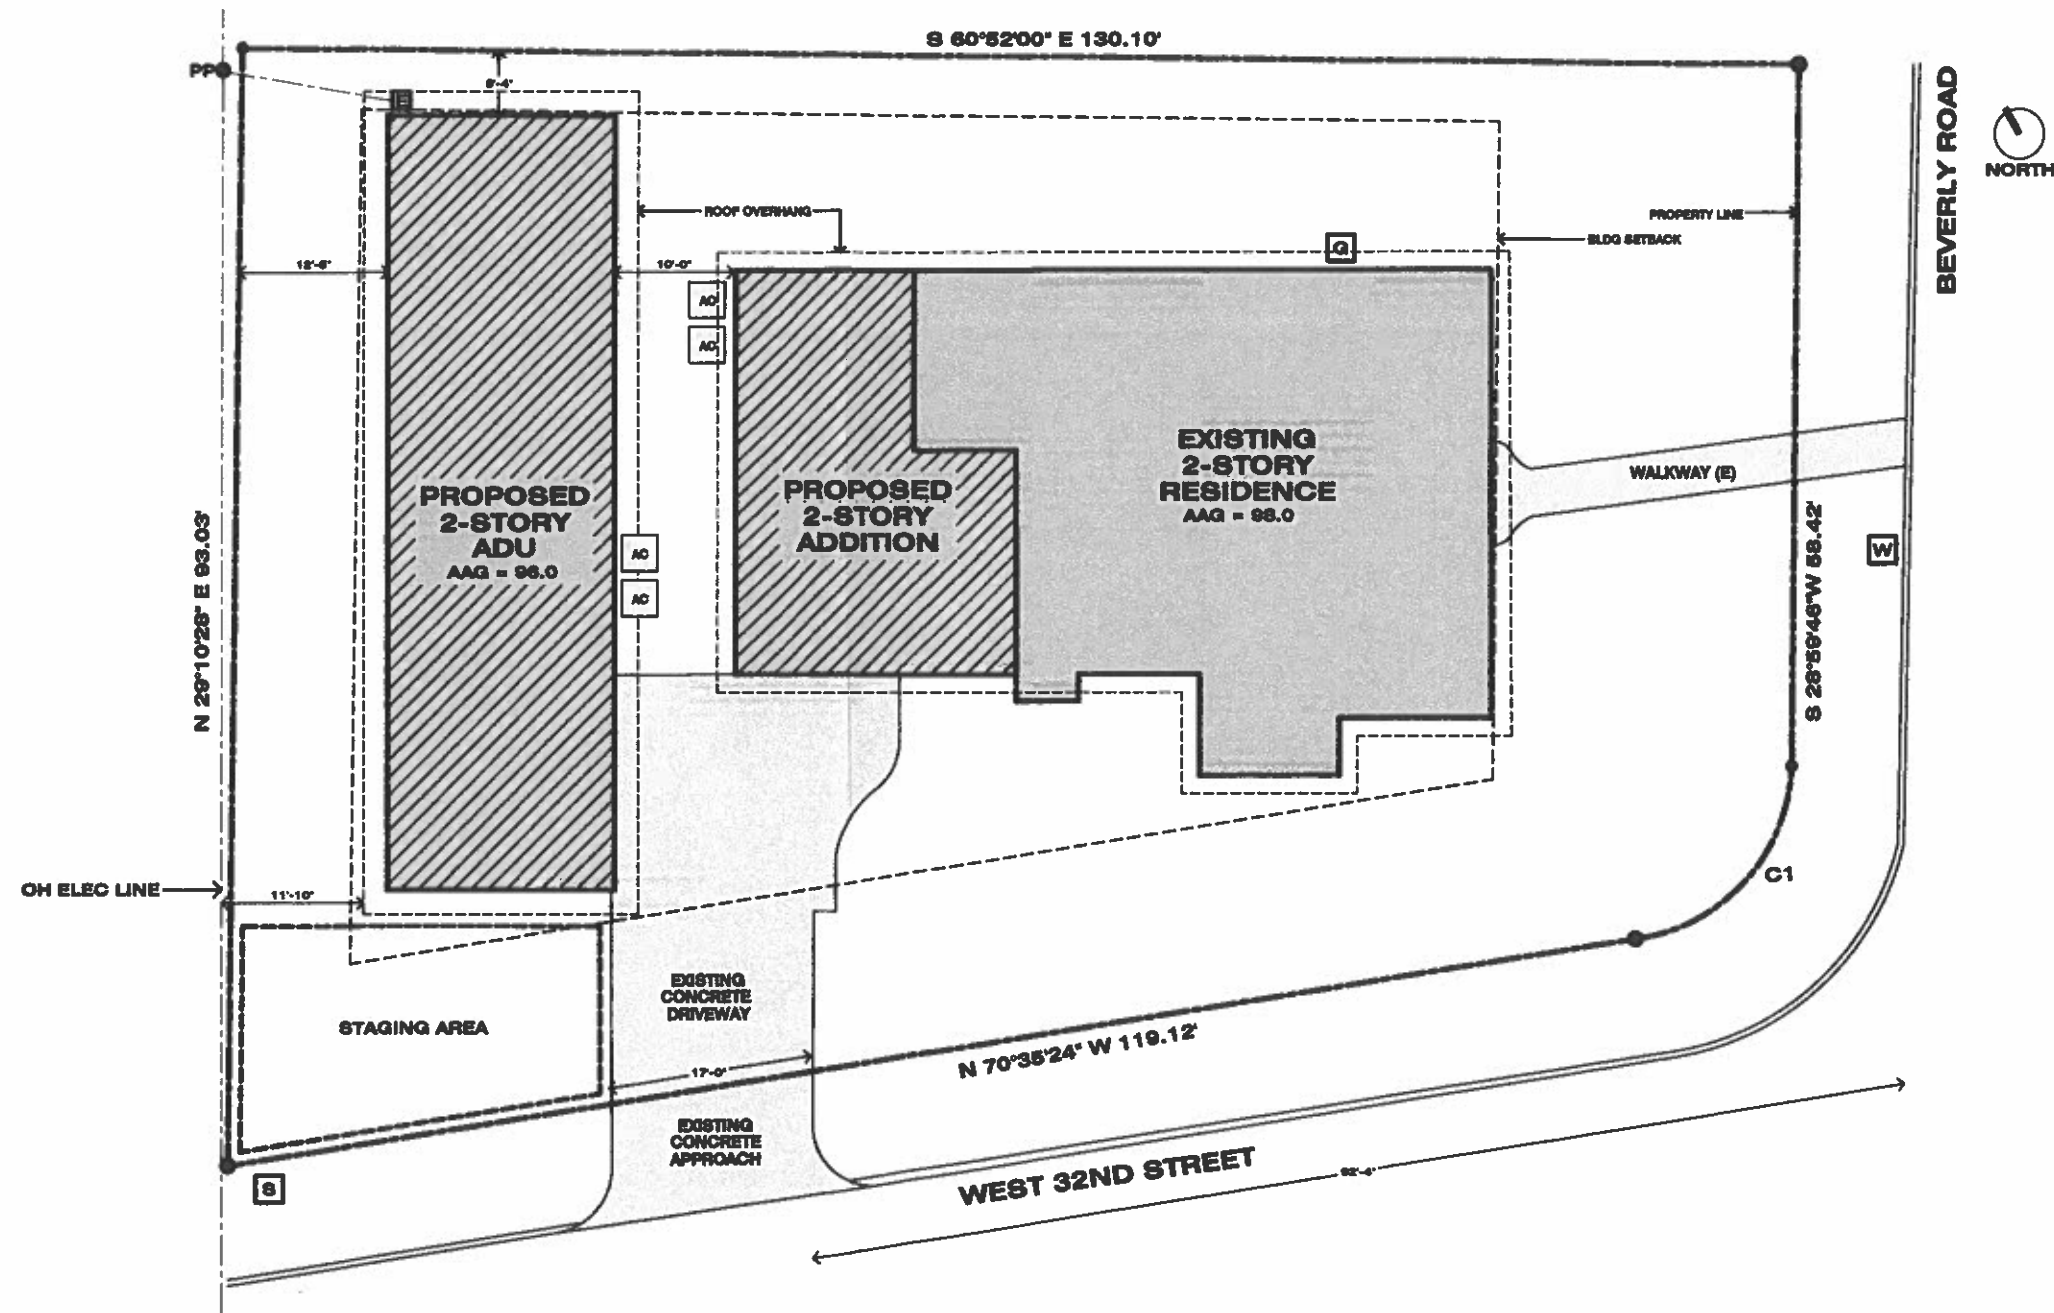 S 60°52'00" E 130.10'
PP
E
BEVERLY ROAD
NORTH
ROOF OVERHANG
PROPERTY LINE
BLDG SETBACK
G
12'-6"
10'-0"
AC
AC
EXISTING
2-STORY
RESIDENCE
AAG = 98.0
WALKWAY (E)
PROPOSED
2-STORY
ADU
AAG = 96.0
PROPOSED
2-STORY
ADDITION
AC
AC
W
N 29°10'28" E 93.03'
S 28°59'46"W 58.42'
C1
OH ELEC LINE
11'-10"
EXISTING
CONCRETE
DRIVEWAY
STAGING AREA
17'-0"
N 70°35'24" W 119.12'
EXISTING
CONCRETE
APPROACH
WEST 32ND STREET
S